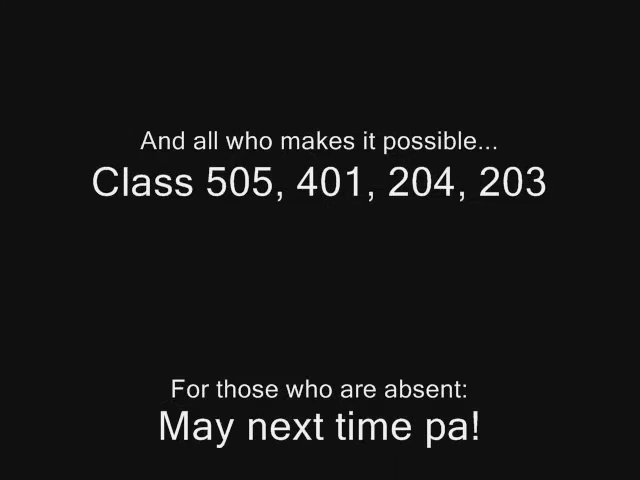 And all who makes it possible...
Class 505, 401, 204, 203
For those who are absent:
May next time pa!